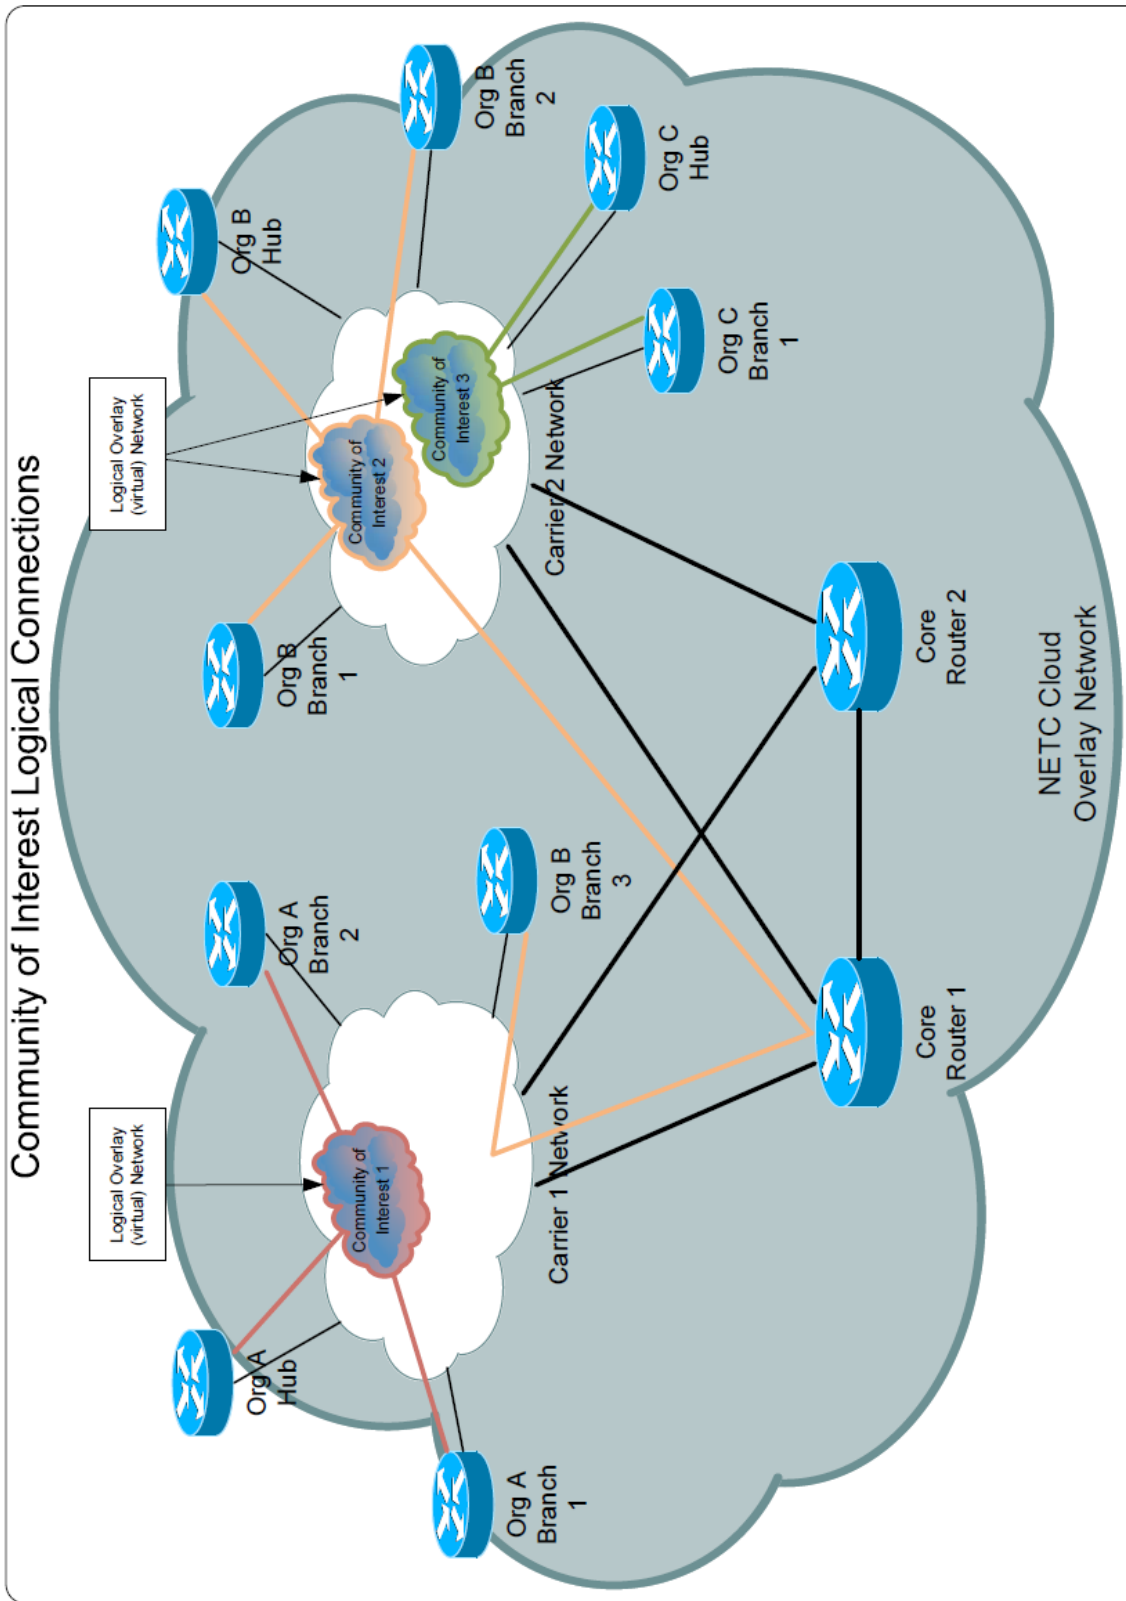 Community of Interest Logical Connections
Logical Overlay
(virtual) Network
Logical Overlay
(virtual) Network
Org A
Hub
Org A
Branch
2
Org B
Branch
1
Org B
Hub
Org B
Branch
2
Org A
Branch
1
Community of
Interest 1
Community of
Interest 2
Community of
Interest 3
Org B
Branch
3
Org C
Hub
Org C
Branch
1
Carrier 1 Network
Carrier 2 Network
Core
Router 1
Core
Router 2
NETC Cloud
Overlay Network